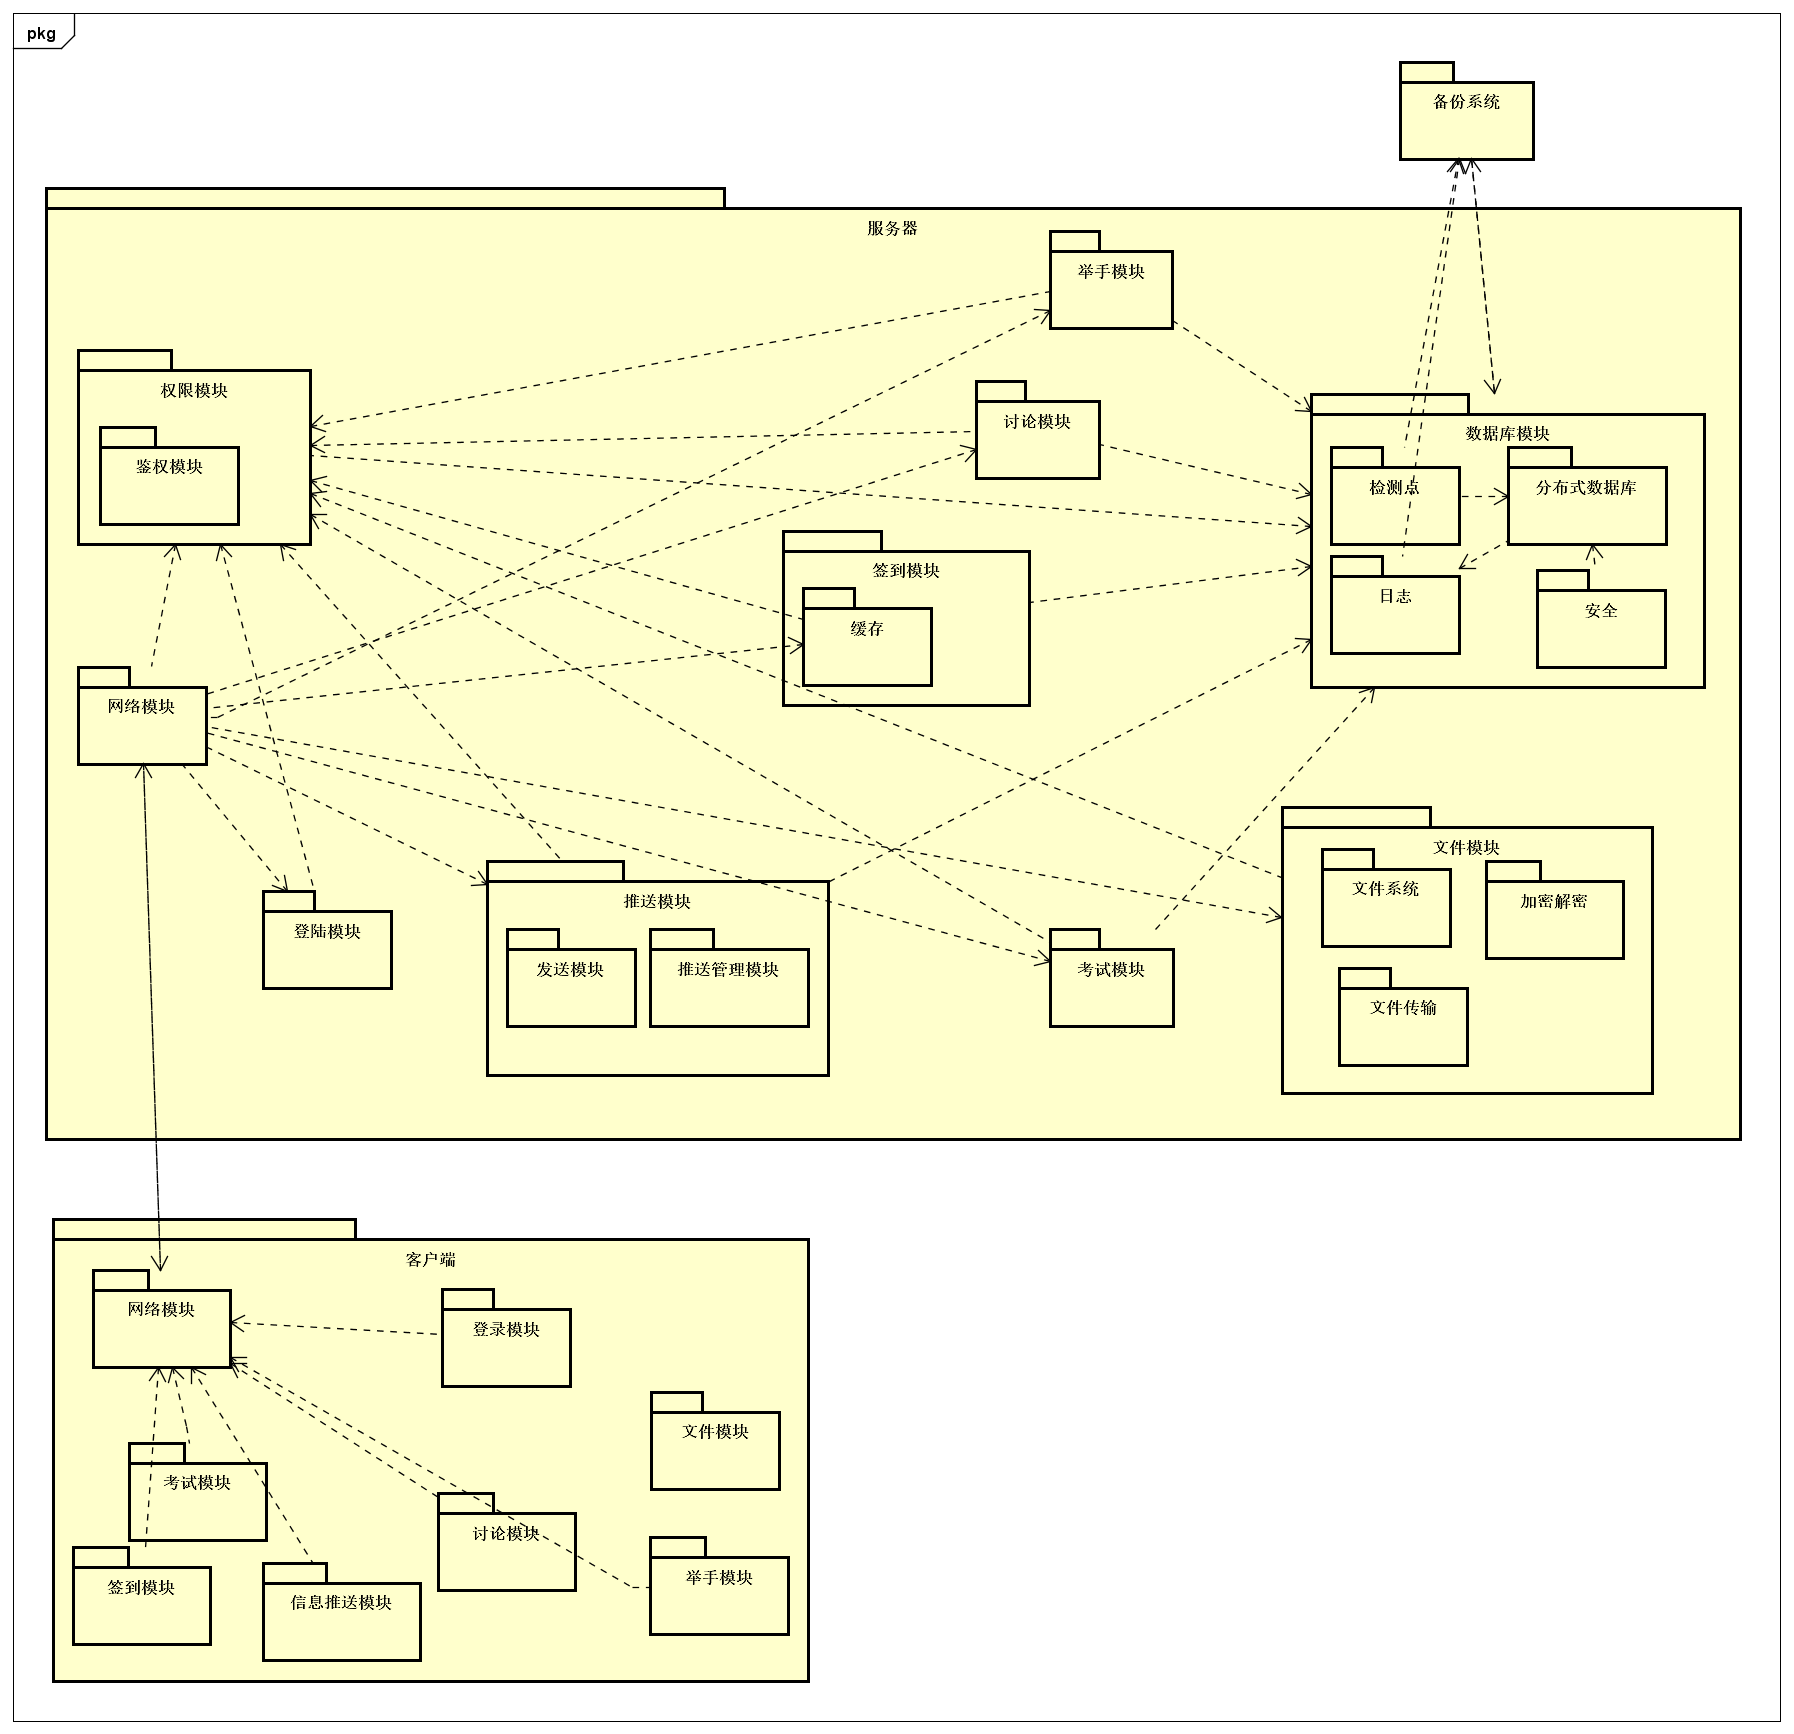 pkg
备份系统
服务器
举手模块
权限模块
鉴权模块
讨论模块
数据库模块
检测点
分布式数据库
签到模块
缓存
日志
安全
网络模块
文件模块
文件系统
加密解密
登陆模块
推送模块
发送模块
推送管理模块
考试模块
文件传输
客户端
网络模块
登录模块
文件模块
考试模块
讨论模块
签到模块
信息推送模块
举手模块